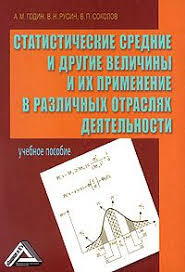 А. М. ГОДИН, В. Н. РУСИН, В. П. СОКОЛОВ
СТАТИСТИЧЕСКИЕ СРЕДНИЕ
И ДРУГИЕ ВЕЛИЧИНЫ
И ИХ ПРИМЕНЕНИЕ
В РАЗЛИЧНЫХ ОТРАСЛЯХ
ДЕЯТЕЛЬНОСТИ
учебное пособие